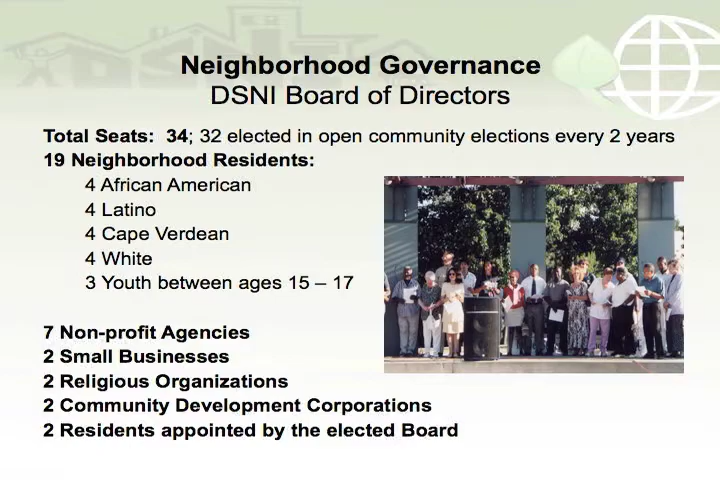 Neighborhood Governance
DSNI Board of Directors
Total Seats: 34; 32 elected in open community elections every 2 years
19 Neighborhood Residents:
4 African American
4 Latino
4 Cape Verdean
4 White
3 Youth between ages 15 – 17
7 Non-profit Agencies
2 Small Businesses
2 Religious Organizations
2 Community Development Corporations
2 Residents appointed by the elected Board